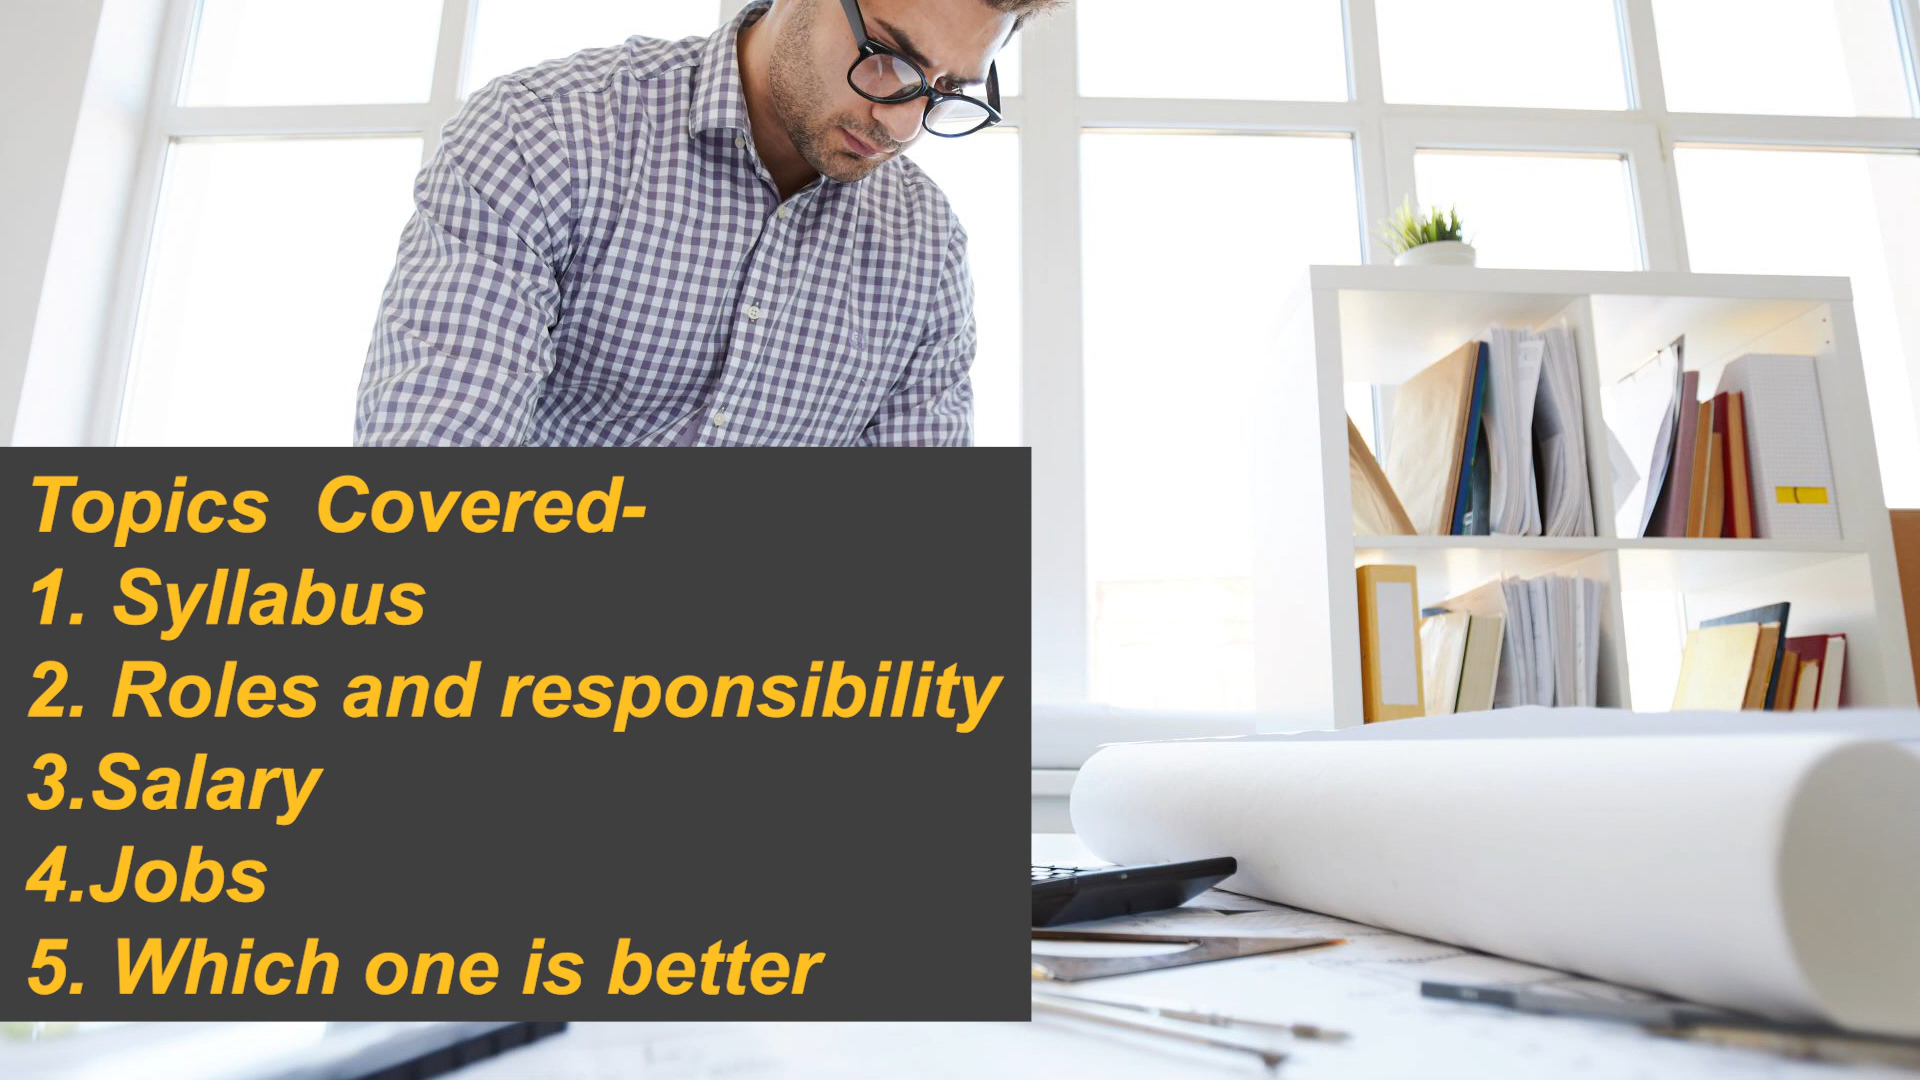 Topics  Covered-
1. Syllabus
2. Roles and responsibility
3.Salary
4.Jobs
5. Which one is better